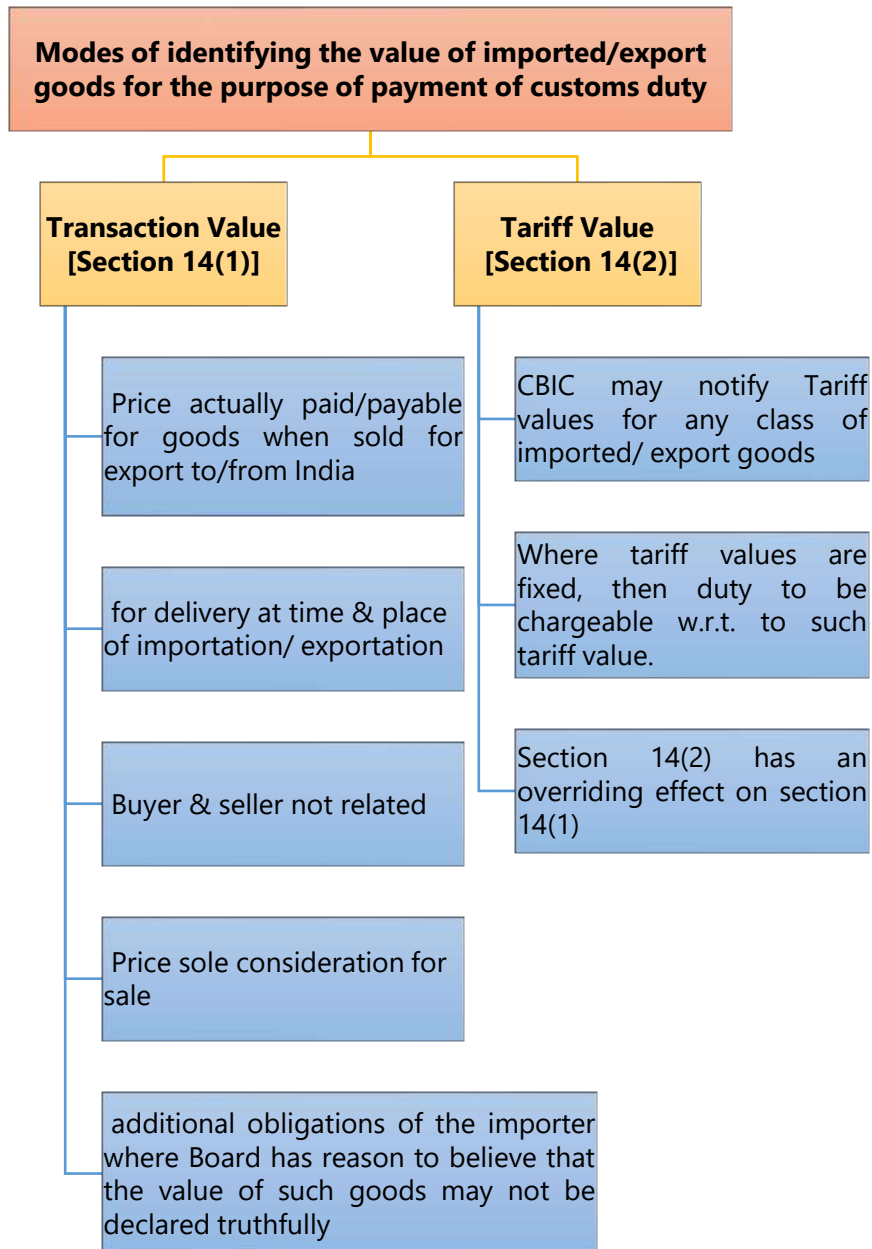 Modes of identifying the value of imported/export
goods for the purpose of payment of customs duty
Transaction Value
[Section 14(1)]
Price actually paid/payable
for goods when sold for
export to/from India
for delivery at time & place
of importation/ exportation
Buyer & seller not related
Price sole consideration for
sale
additional obligations of the importer
where Board has reason to believe that
the value of such goods may not be
declared truthfully
Tariff Value
[Section 14(2)]
CBIC may notify Tariff
values for any class of
imported/ export goods
Where tariff values are
fixed, then duty to be
chargeable w.r.t. to such
tariff value.
Section 14(2) has an
overriding effect on section
14(1)